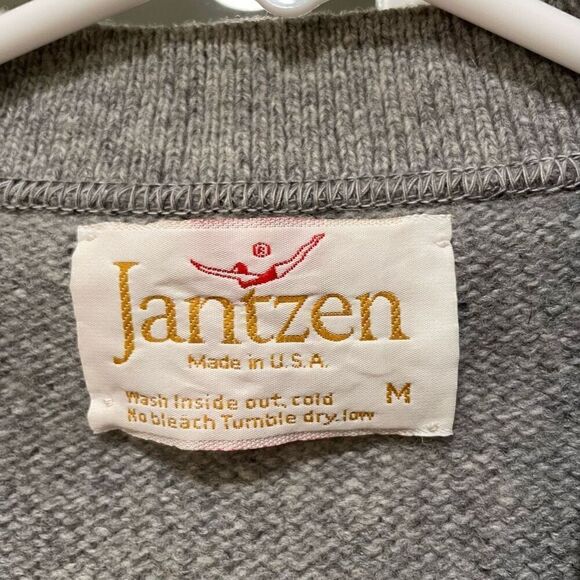 Jantzen
Made in U.S.A.
Wash Inside out, cold M
No bleach Tumble dry, low